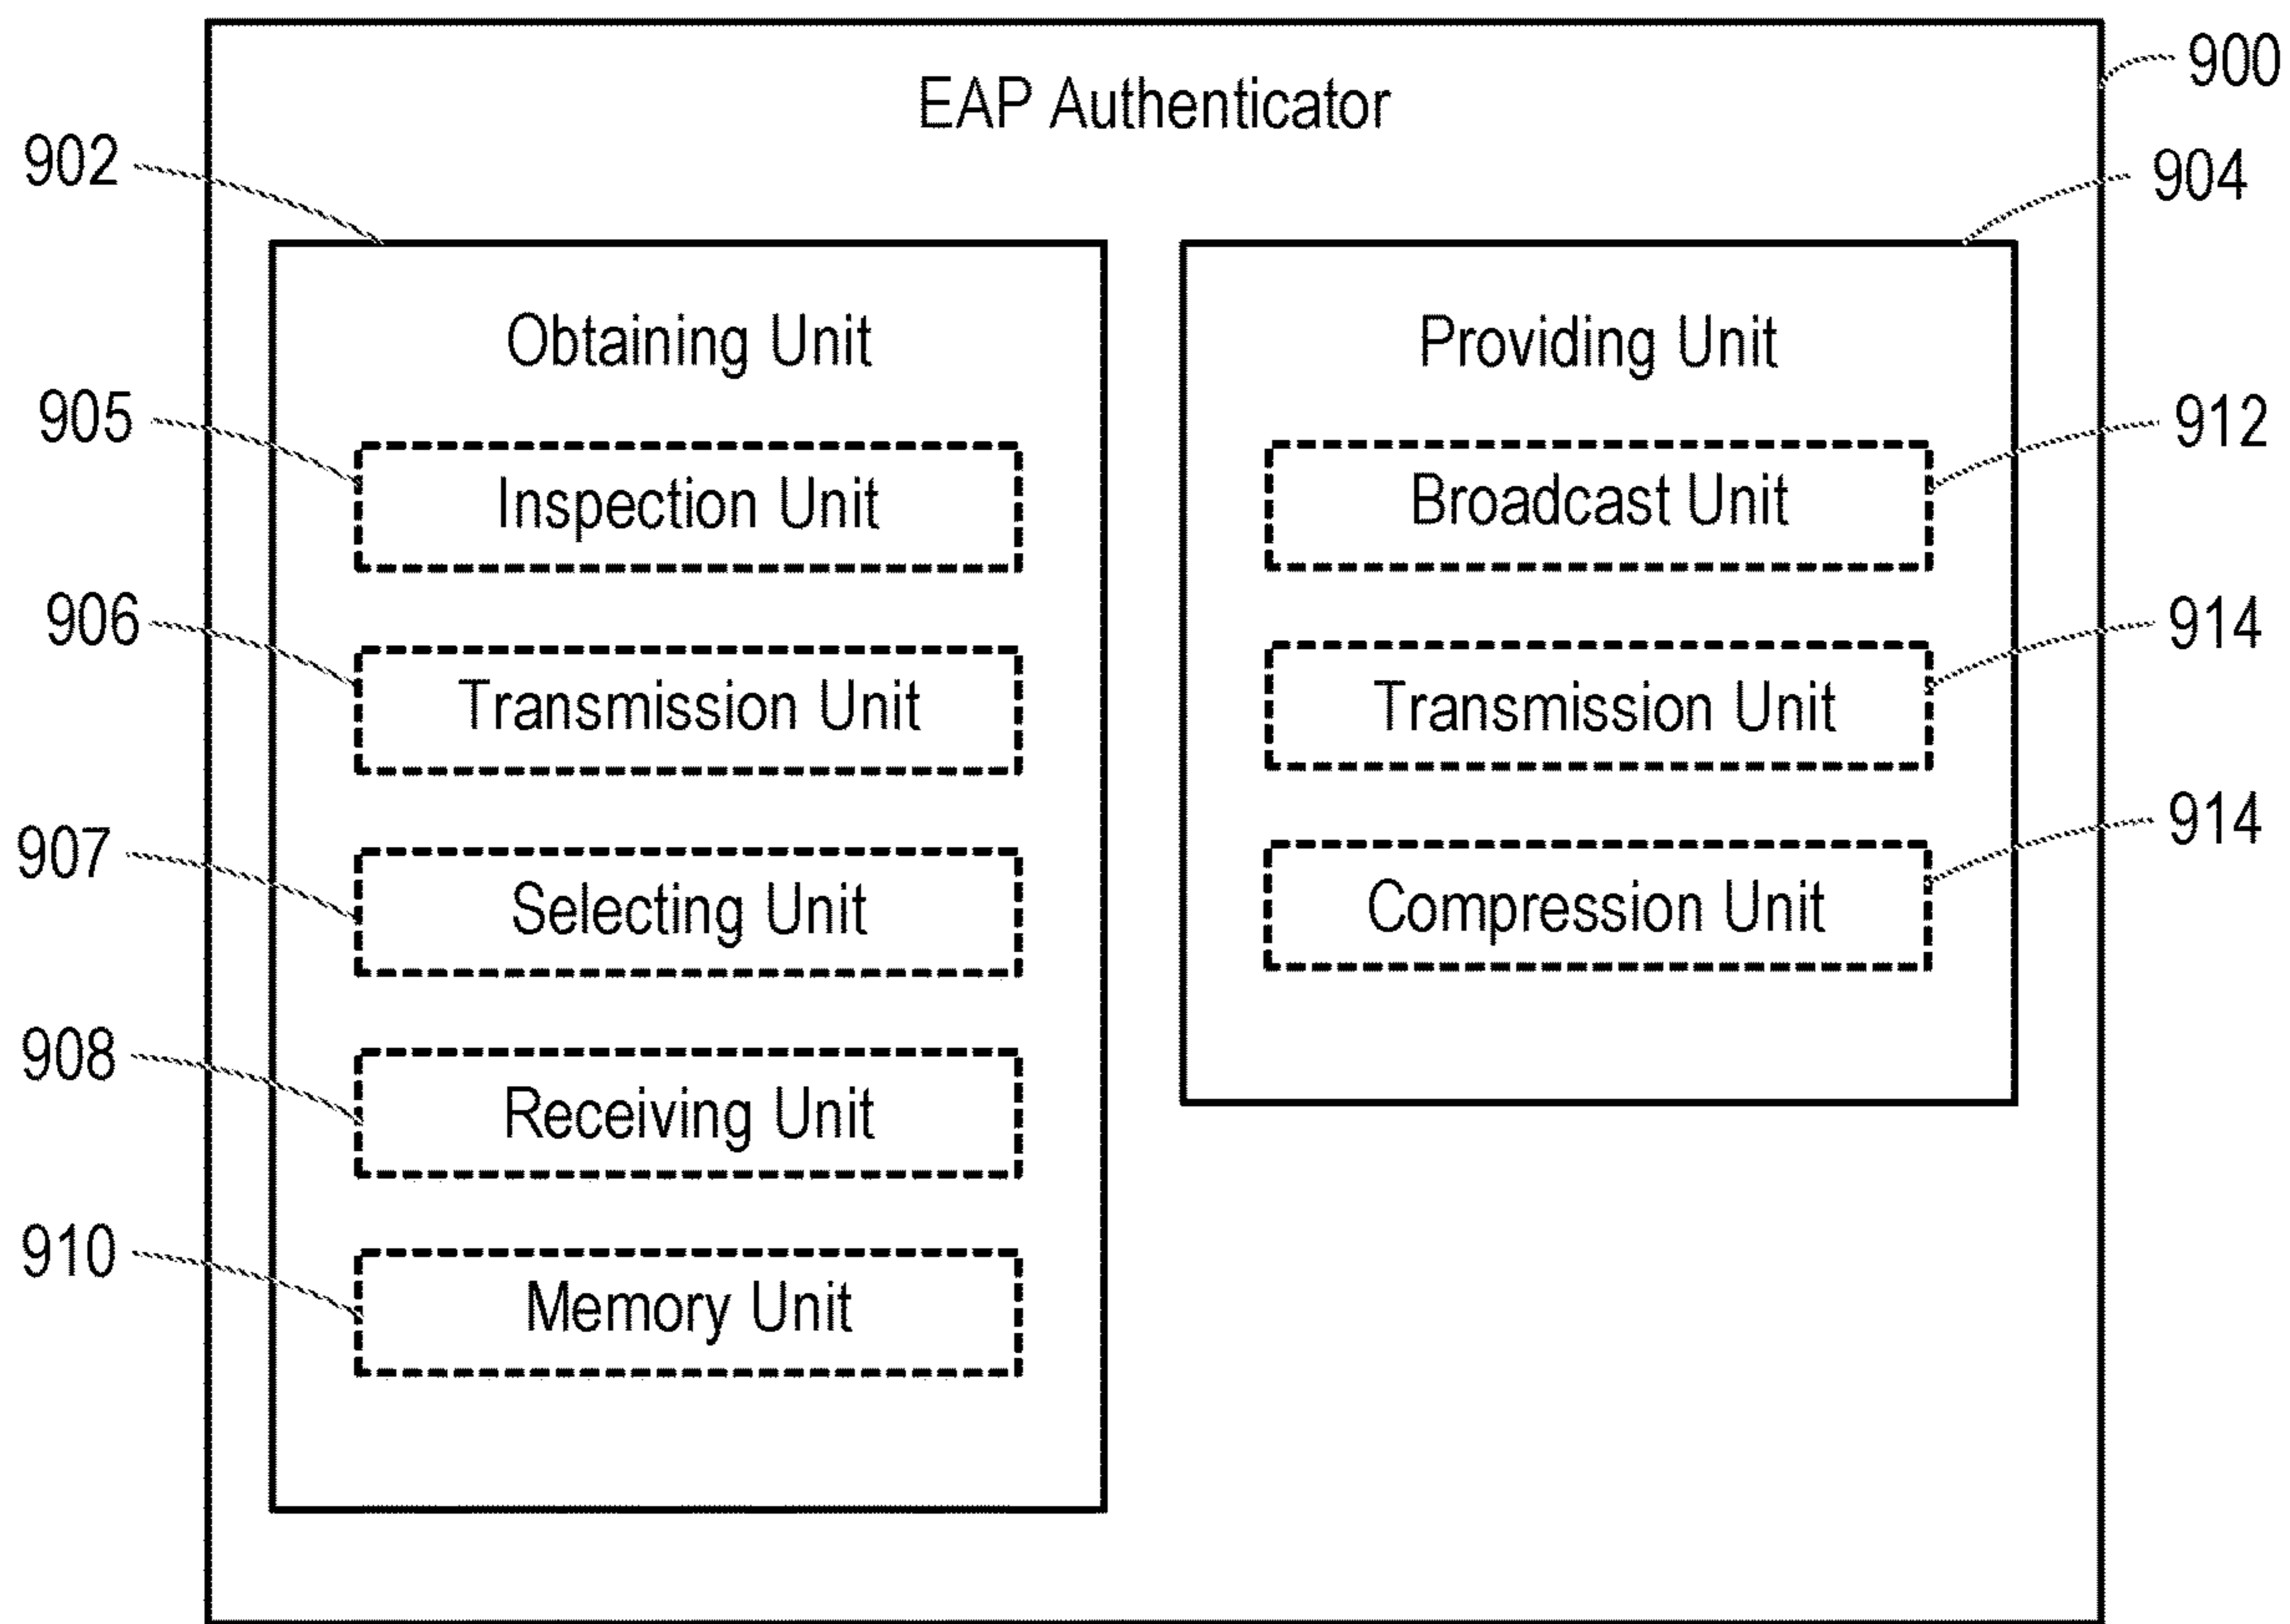 EAP Authenticator
900
902
904
Obtaining Unit
905
Inspection Unit
906
Transmission Unit
907
Selecting Unit
908
Receiving Unit
910
Memory Unit
Providing Unit
912
Broadcast Unit
914
Transmission Unit
914
Compression Unit